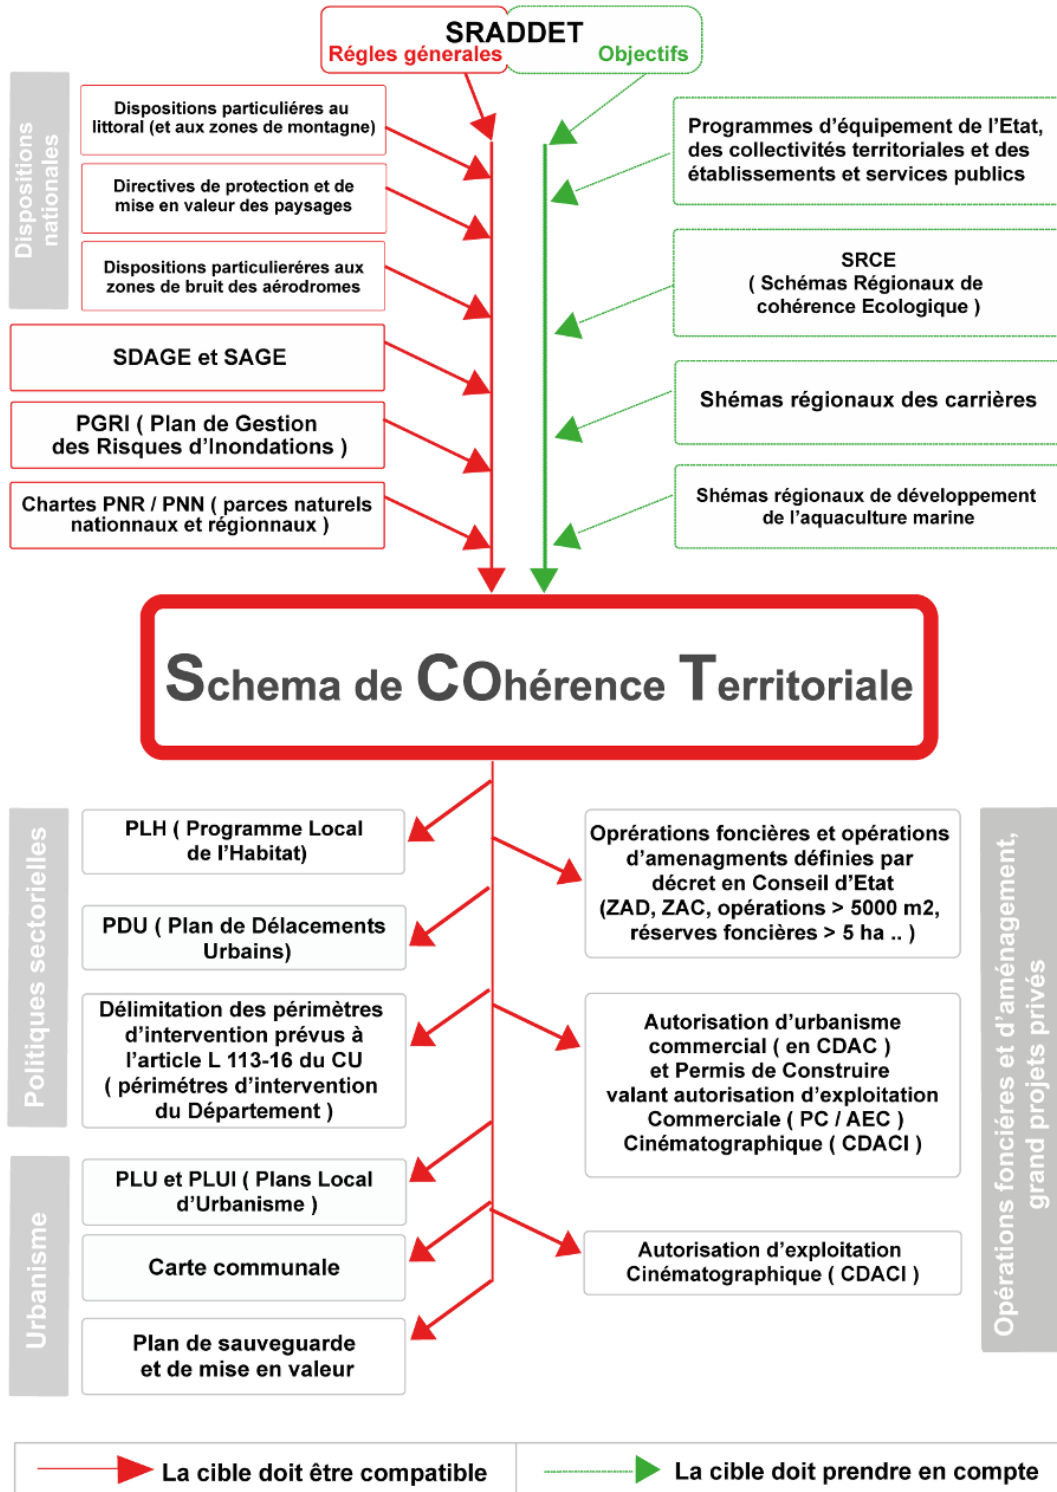 SRADDET
Régles génerales
Objectifs
Dispositions
nationales
Dispositions particuliéres au
littoral (et aux zones de montagne)
Directives de protection et de
mise en valeur des paysages
Dispositions particulieréres aux
zones de bruit des aérodromes
SDAGE et SAGE
PGRI ( Plan de Gestion
des Risques d'Inondations )
Chartes PNR / PNN ( parces naturels
nationnaux et régionnaux )
Programmes d'équipement de l'Etat,
des collectivités territoriales et des
établissements et services publics
SRCE
( Schémas Régionaux de
cohérence Ecologique )
Shémas régionaux des carrières
Shémas régionaux de développement
de l'aquaculture marine
Schema de COhérence Territoriale
Politiques sectorielles
PLH ( Programme Local
de l'Habitat)
PDU ( Plan de Délacements
Urbains)
Délimitation des périmètres
d'intervention prévus à
l'article L 113-16 du CU
( périmétres d'intervention
du Département )
Urbanisme
PLU et PLUI ( Plans Local
d'Urbanisme )
Carte communale
Plan de sauveguarde
et de mise en valeur
Oprérations foncières et opérations
d'amenagments définies par
décret en Conseil d'Etat
(ZAD, ZAC, opérations > 5000 m2,
réserves foncières > 5 ha .. )
Autorisation d'urbanisme
commercial ( en CDAC )
et Permis de Construire
valant autorisation d'exploitation
Commerciale ( PC / AEC )
Cinématographique ( CDACI )
Autorisation d'exploitation
Cinématographique ( CDACI )
Opérations fonciéres et d'aménagement,
grand projets privés
La cible doit être compatible
La cible doit prendre en compte